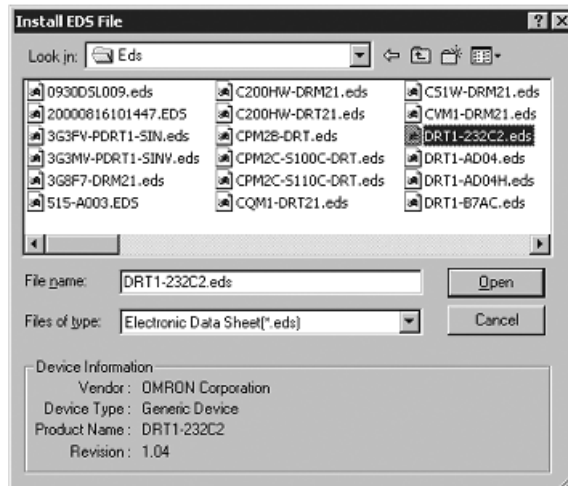 Install EDS File
Look in: Eds
0930DSL009.eds
20000816101447.EDS
3G3FV-PDRT1-SIN.eds
3G3MV-PDRT1-SINV.eds
3G8F7-DRM21.eds
515-A003.EDS
C200HW-DRM21.eds
C200HW-DRT21.eds
CPM2B-DRT.eds
CPM2C-S100C-DRT.eds
CPM2C-S110C-DRT.eds
CQM1-DRT21.eds
CS1W-DRM21.eds
CVM1-DRM21.eds
DRT1-232C2.eds
DRT1-AD04.eds
DRT1-AD04H.eds
DRT1-B7AC.eds
File name: DRT1-232C2.eds Open
Files of type: Electronic Data Sheet(*.eds) Cancel
Device Information
Vendor : OMRON Corporation
Device Type : Generic Device
Product Name : DRT1-232C2
Revision : 1.04